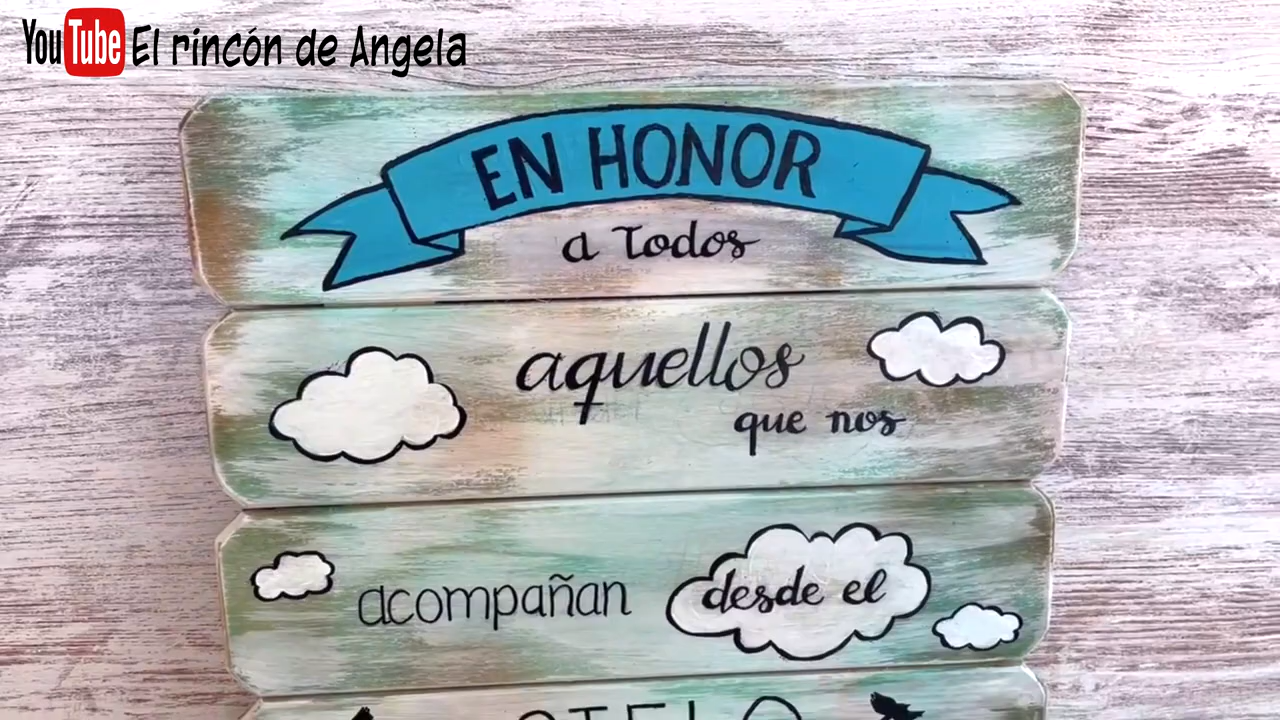 YouTube El rincón de Angela
EN HONOR
a Todos
aquellos
que nos
acompañan desde el